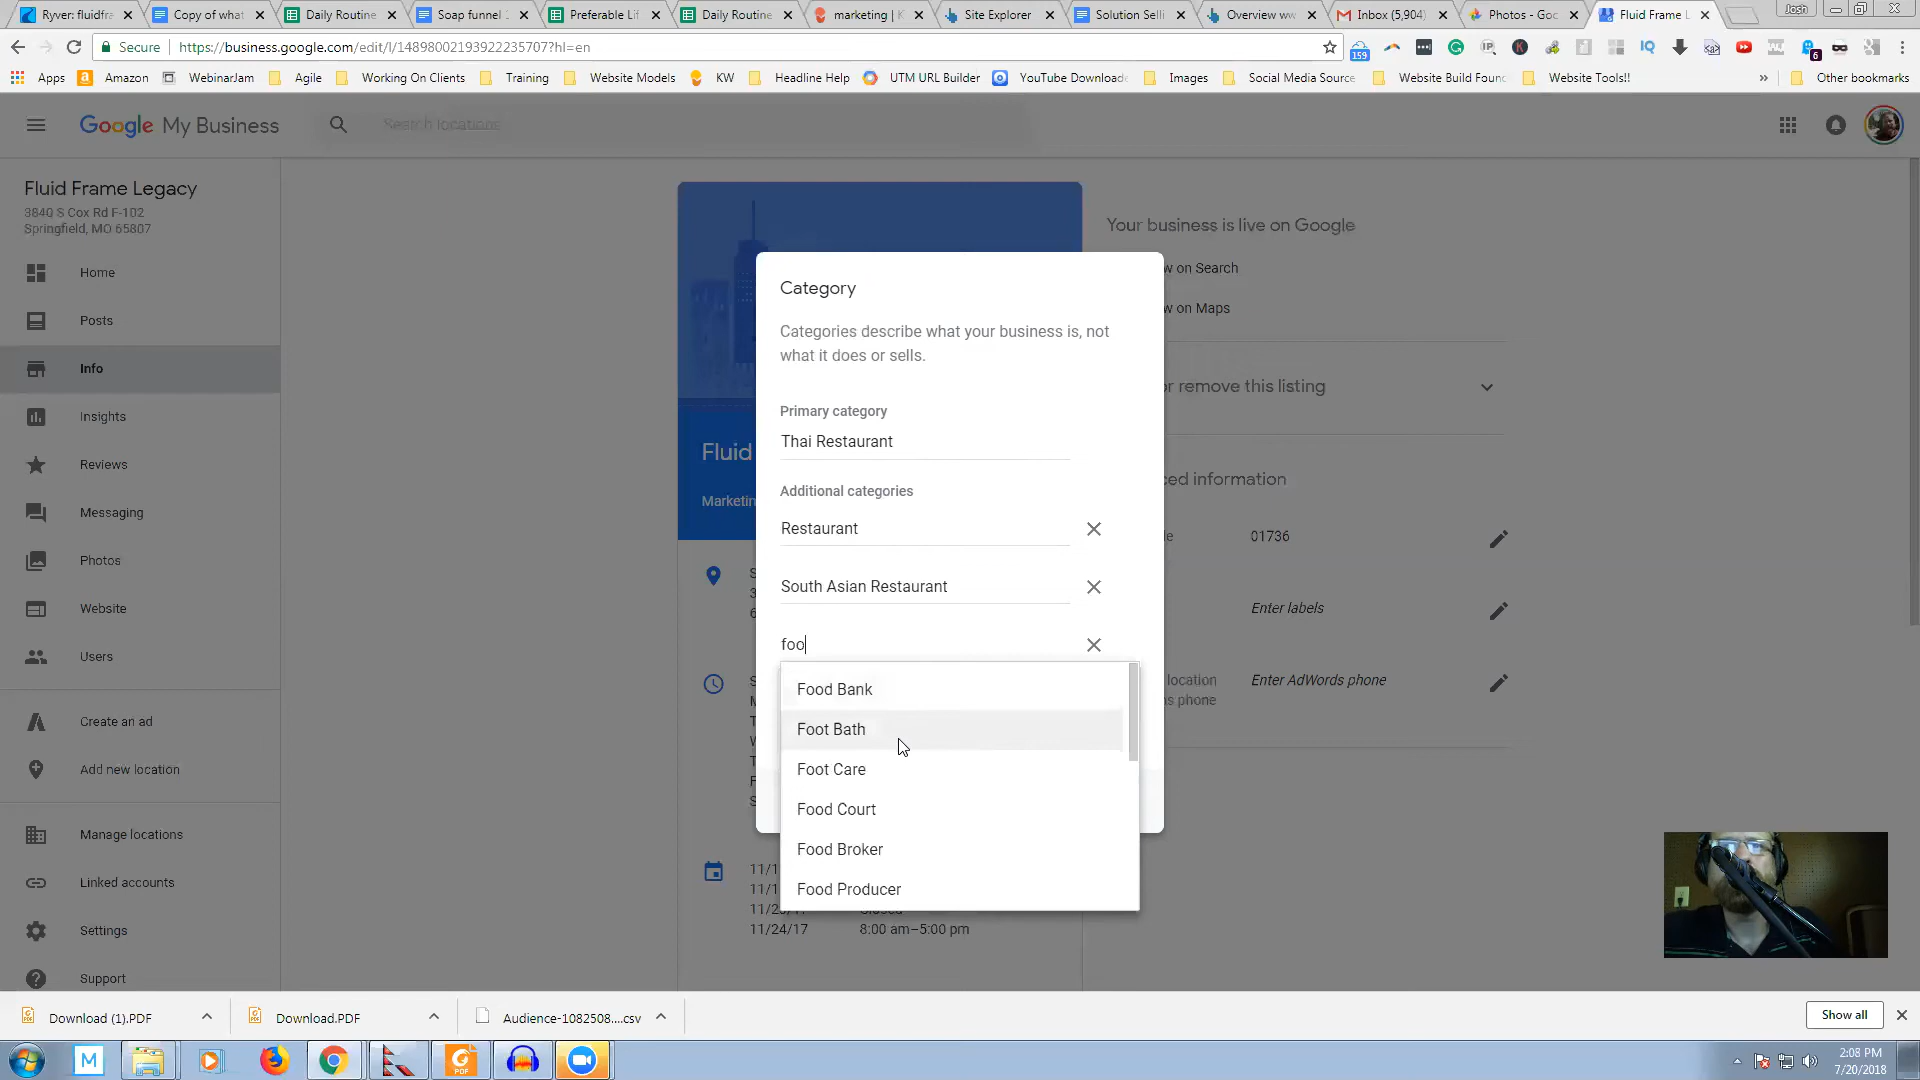 Ryver: fluidfra
Copy of what
Daily Routine
Soap funnel
Preferable Li
Daily Routine
marketing | K
Site Explorer
Solution Selli
Overview ww
Inbox (5,904)
Photos - Goo
Fluid Frame L
Josh
Secure
https://business.google.com/edit/l/14898002193922235707?hl=en
159
6
Apps
Amazon
WebinarJam
Agile
Working On Clients
Training
Website Models
KW
Headline Help
UTM URL Builder
YouTube Download
Images
Social Media Source
Website Build Foun
Website Tools!!
»
Other bookmarks
Google My Business
Search locations
Fluid Frame Legacy
3840 S Cox Rd F-102
Springfield, MO 65807
Home
Posts
Info
Insights
Reviews
Messaging
Photos
Website
Users
Create an ad
Add new location
Manage locations
Linked accounts
Settings
Support
Fluid
Marketin
Category
Categories describe what your business is, not
what it does or sells.
Primary category
Thai Restaurant
Additional categories
Restaurant
South Asian Restaurant
foo
Food Bank
Foot Bath
Foot Care
Food Court
Food Broker
Food Producer
11/24/17 8:00 am–5:00 pm
Your business is live on Google
w on Search
w on Maps
or remove this listing
ced information
01736
Enter labels
location
s phone
Enter AdWords phone
Download (1).PDF
Download.PDF
Audience-1082508....csv
Show all
2:08 PM
7/20/2018